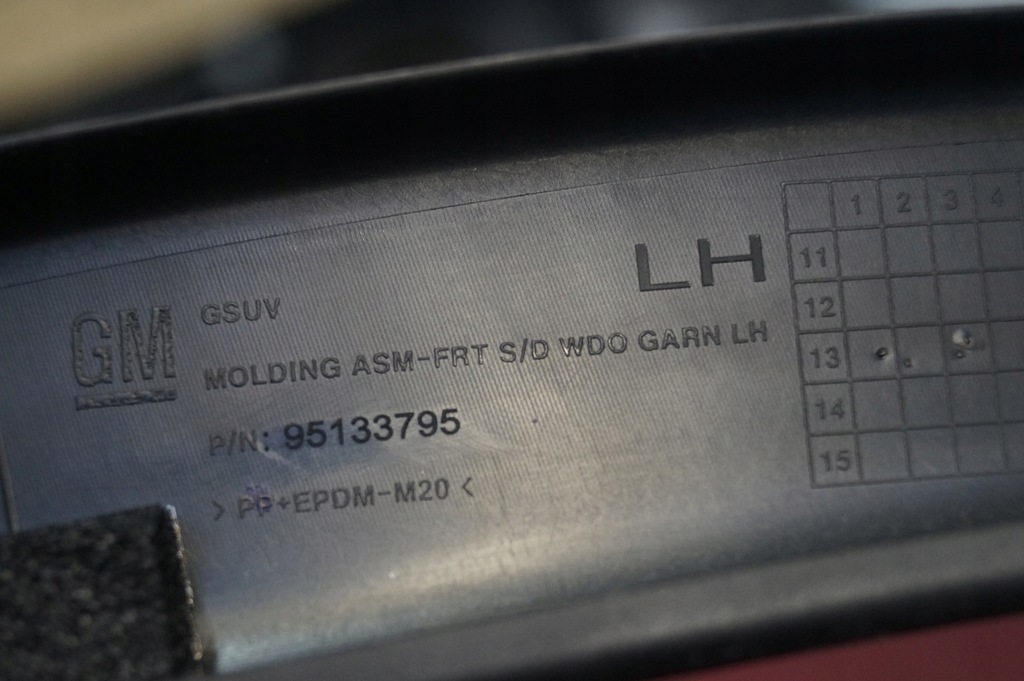 GM
GSUV
LH
MOLDING ASM-FRT S/D WDO GARN LH
P/N: 95133795
>PP+EPDM-M20<
1 2 3 4
11
12
13
14
15